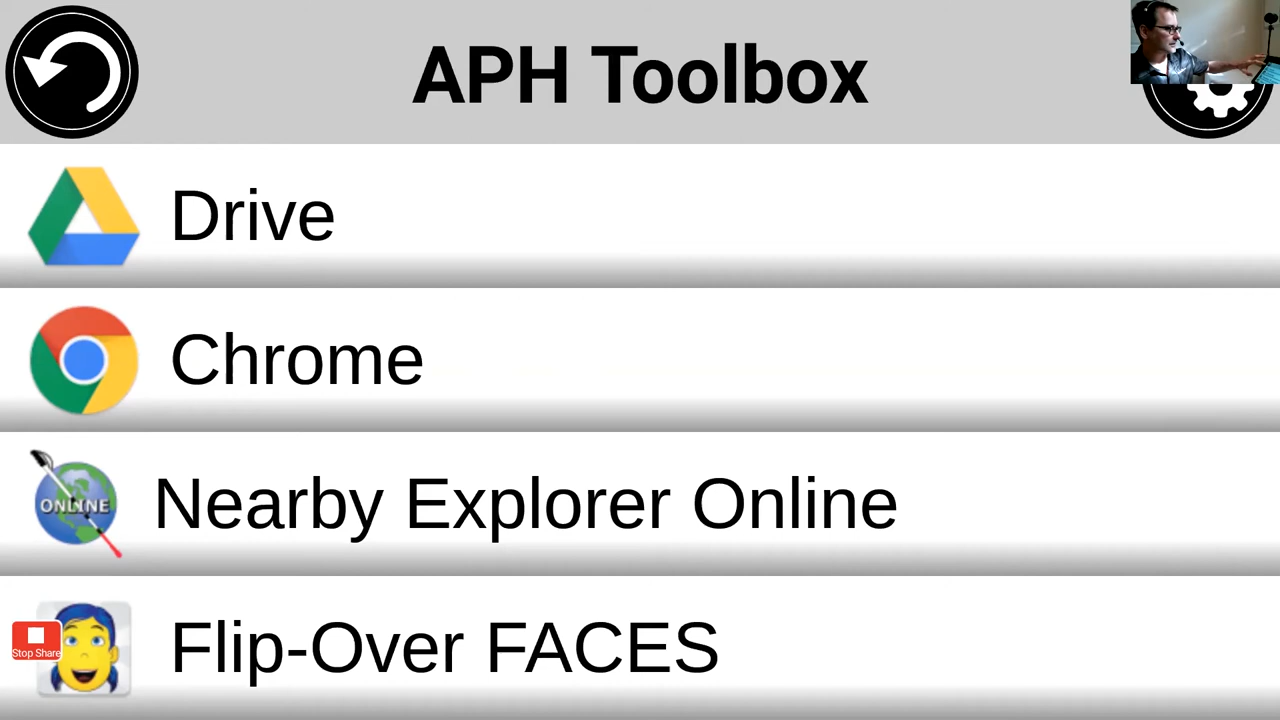 APH Toolbox
Drive
Chrome
ONLINE
Nearby Explorer Online
Flip-Over FACES
Stop Share